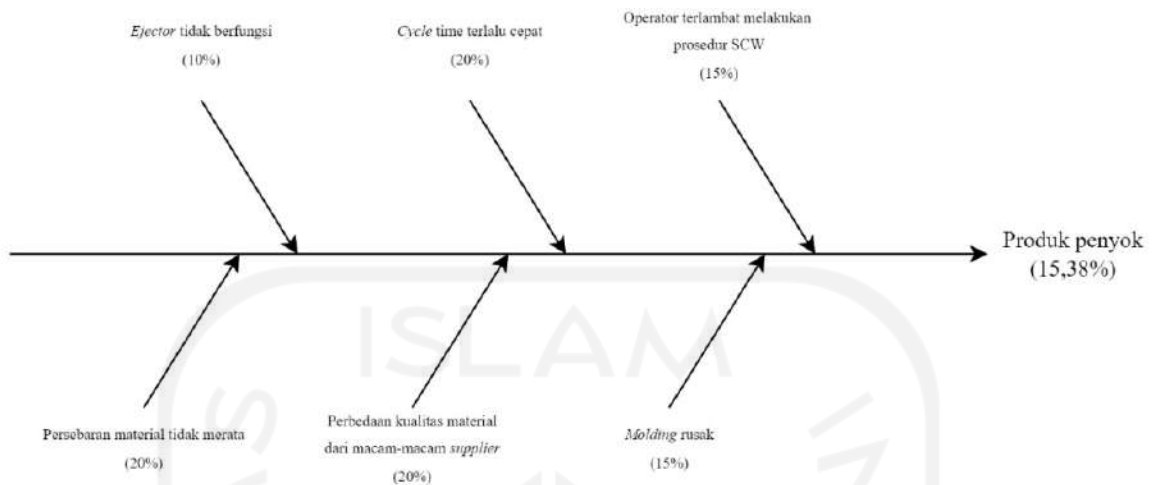 Ejector tidak berfungsi
(10%)
Cycle time terlalu cepat
(20%)
Operator terlambat melakukan
prosedur SCW
(15%)
Produk penyok
(15,38%)
Persebaran material tidak merata
(20%)
Perbedaan kualitas material
dari macam-macam supplier
(20%)
Molding rusak
(15%)
ISLAM